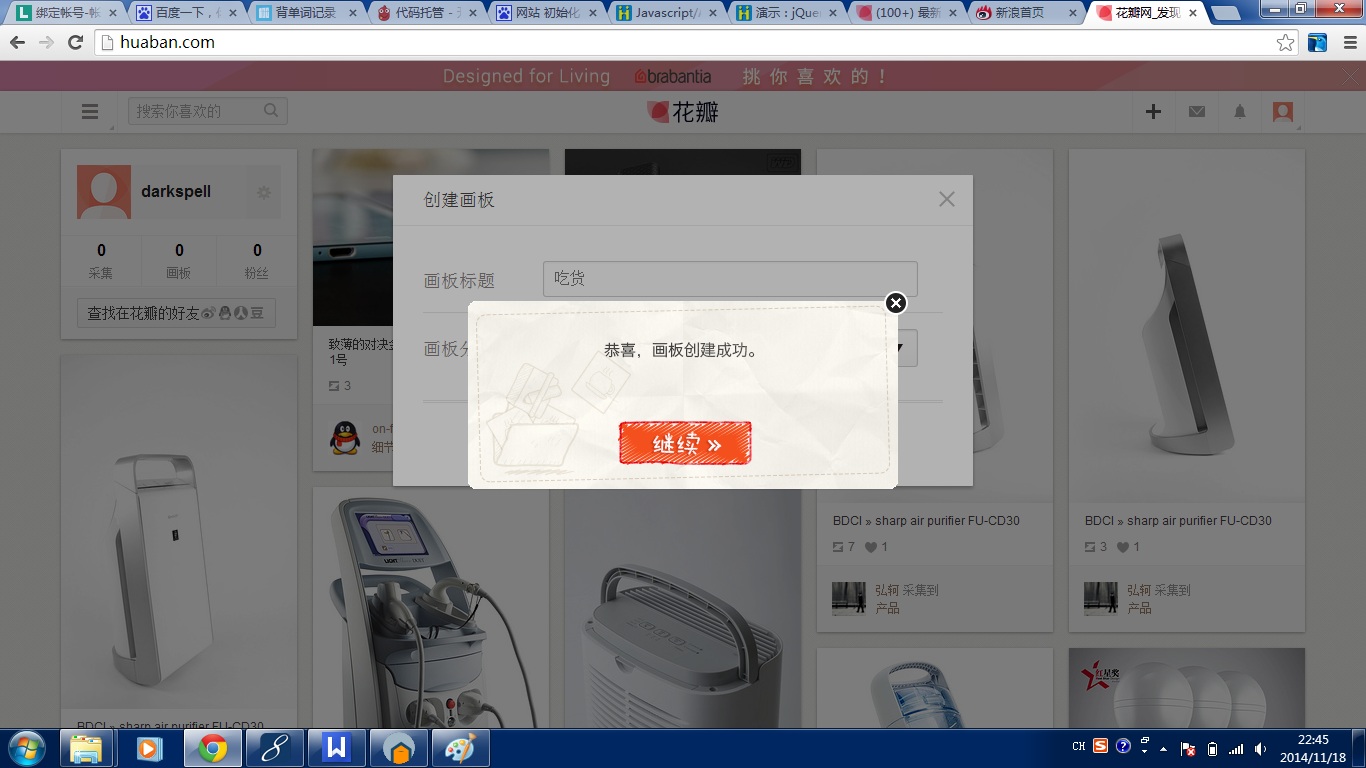 绑定帐号-帐
百度一下，
背单词记录
代码托管 -
网站 初始化
Javascript/
演示：jQue
(100+) 最新
新浪首页
花瓣网_发现
huaban.com
Designed for Living
brabantia
挑 你 喜 欢 的 ！
搜索你喜欢的
花瓣
darkspell
0
0
0
采集
画板
粉丝
查找在花瓣的好友
创建画板
画板标题
吃货
画板分
恭喜，画板创建成功。
继续 »
1号
3
on-f
细节
BDCI » sharp air purifier FU-CD30
7
1
弘轲 采集到
产品
BDCI » sharp air purifier FU-CD30
3
1
弘轲 采集到
产品
BDCI » sharp air purifier FU-CD30
红星奖
CH
22:45
2014/11/18